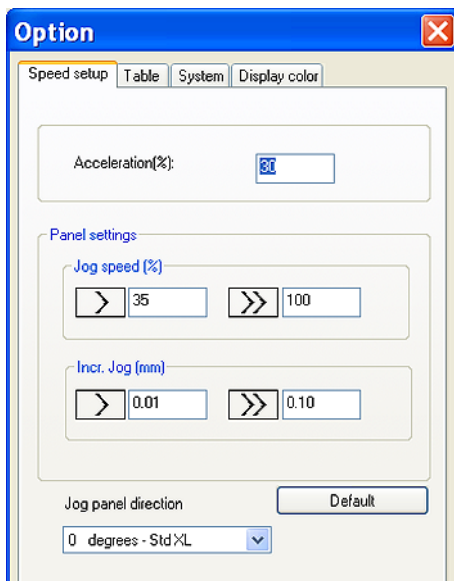 Option
Speed setup Table System Display color
Acceleration(%): 30
Panel settings
Jog speed (%)
> 35 >> 100
Incr. Jog (mm)
> 0.01 >> 0.10
Jog panel direction Default
0 degrees - Std XL